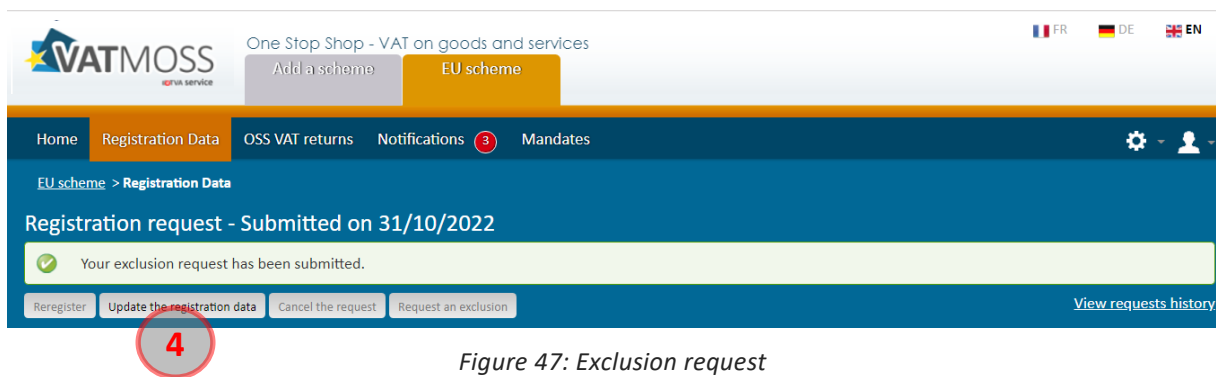 VATMOSS
One Stop Shop - VAT on goods and services
FR DE EN
Add a scheme EU scheme
Home Registration Data OSS VAT returns Notifications 3 Mandates
EU scheme > Registration Data
Registration request - Submitted on 31/10/2022
Your exclusion request has been submitted.
Reregister Update the registration data Cancel the request Request an exclusion View requests history
4
Figure 47: Exclusion request